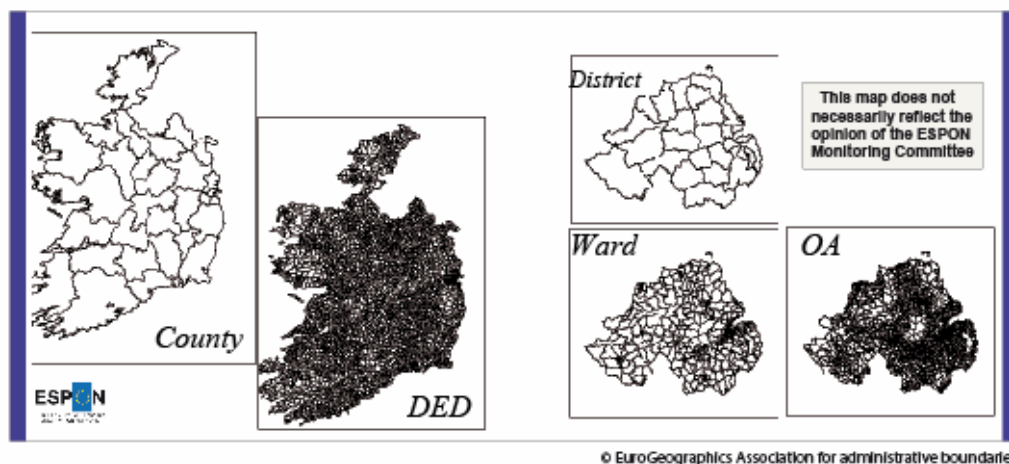 District
This map does not
necessarily reflect the
opinion of the ESPON
Monitoring Committee
Ward
OA
County
DED
ESPON
© EuroGeographics Association for administrative boundarie